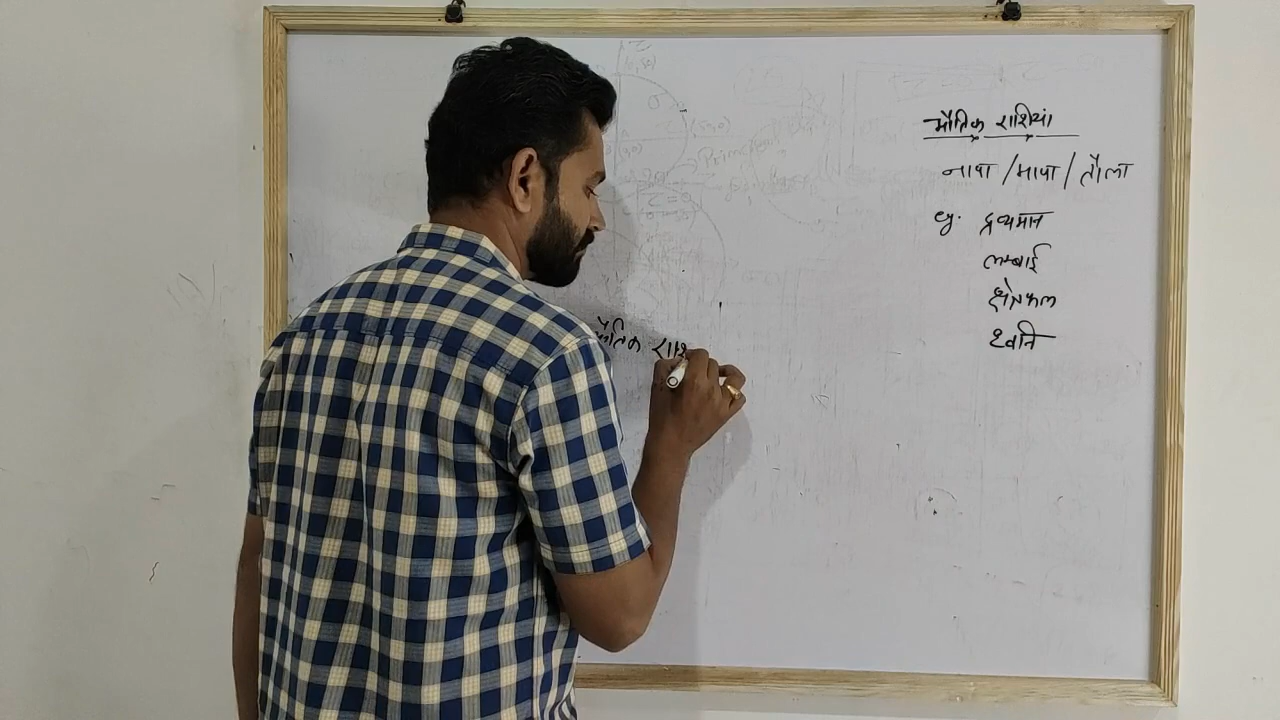 भौतिक राशियां
नापा / मापा / तौला
eg. द्रव्यमान
लम्बाई
क्षेत्रफल
ध्वनि
भौतिक राशि